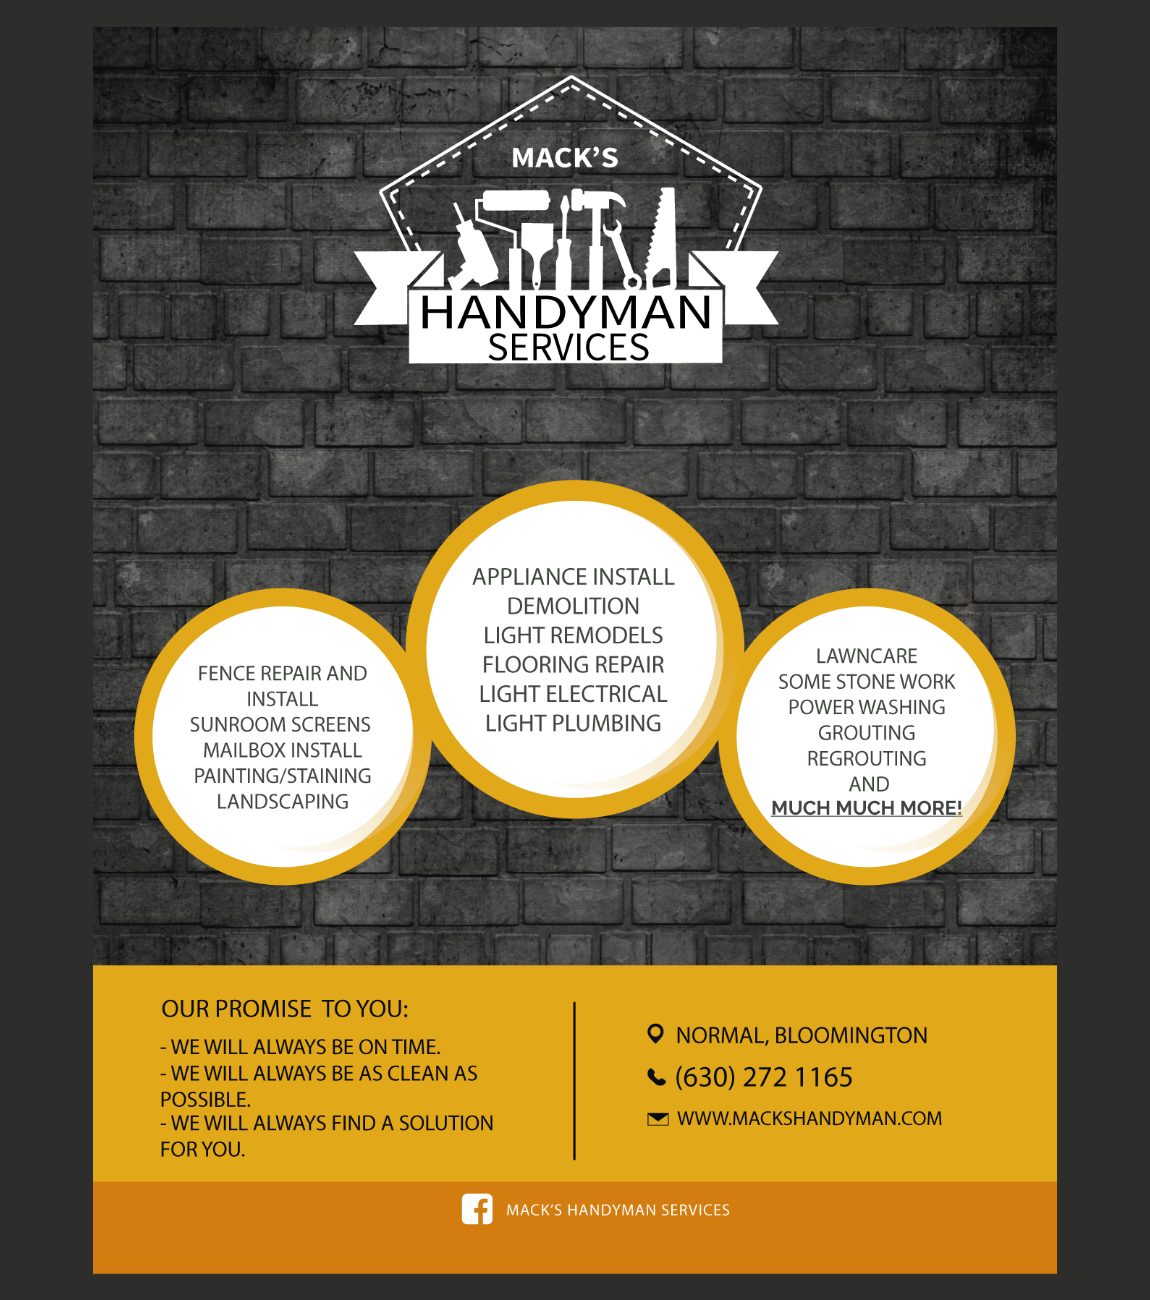 MACK'S
HANDYMAN
SERVICES
FENCE REPAIR AND
INSTALL
SUNROOM SCREENS
MAILBOX INSTALL
PAINTING/STAINING
LANDSCAPING
APPLIANCE INSTALL
DEMOLITION
LIGHT REMODELS
FLOORING REPAIR
LIGHT ELECTRICAL
LIGHT PLUMBING
LAWNCARE
SOME STONE WORK
POWER WASHING
GROUTING
REGROUTING
AND
MUCH MUCH MORE!
OUR PROMISE TO YOU:
- WE WILL ALWAYS BE ON TIME.
- WE WILL ALWAYS BE AS CLEAN AS
POSSIBLE.
- WE WILL ALWAYS FIND A SOLUTION
FOR YOU.
NORMAL, BLOOMINGTON
(630) 272 1165
WWW.MACKSHANDYMAN.COM
MACK'S HANDYMAN SERVICES